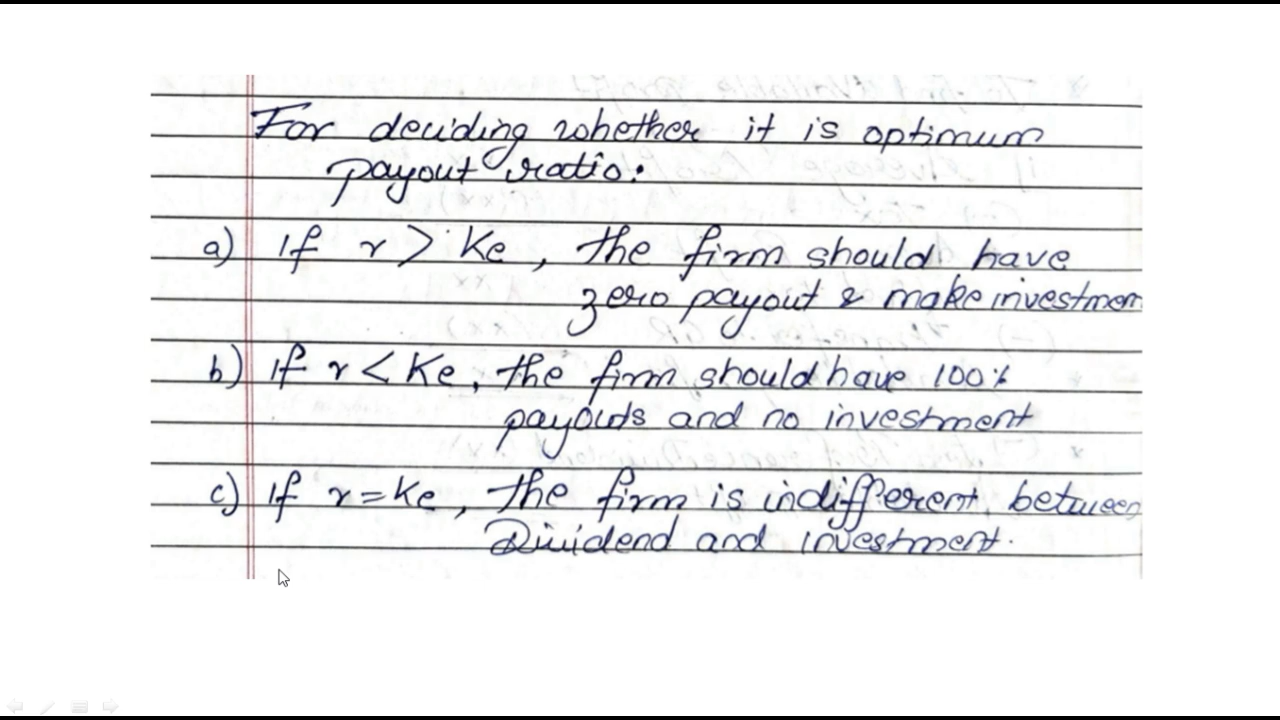 For deciding whether it is optimum
payout ratio:
a) If r > Ke, the firm should have
zero payout & make investmen
b) If r < Ke, the firm should have 100%
payouts and no investment
c) If r = Ke, the firm is indifferent between
Dividend and investment.